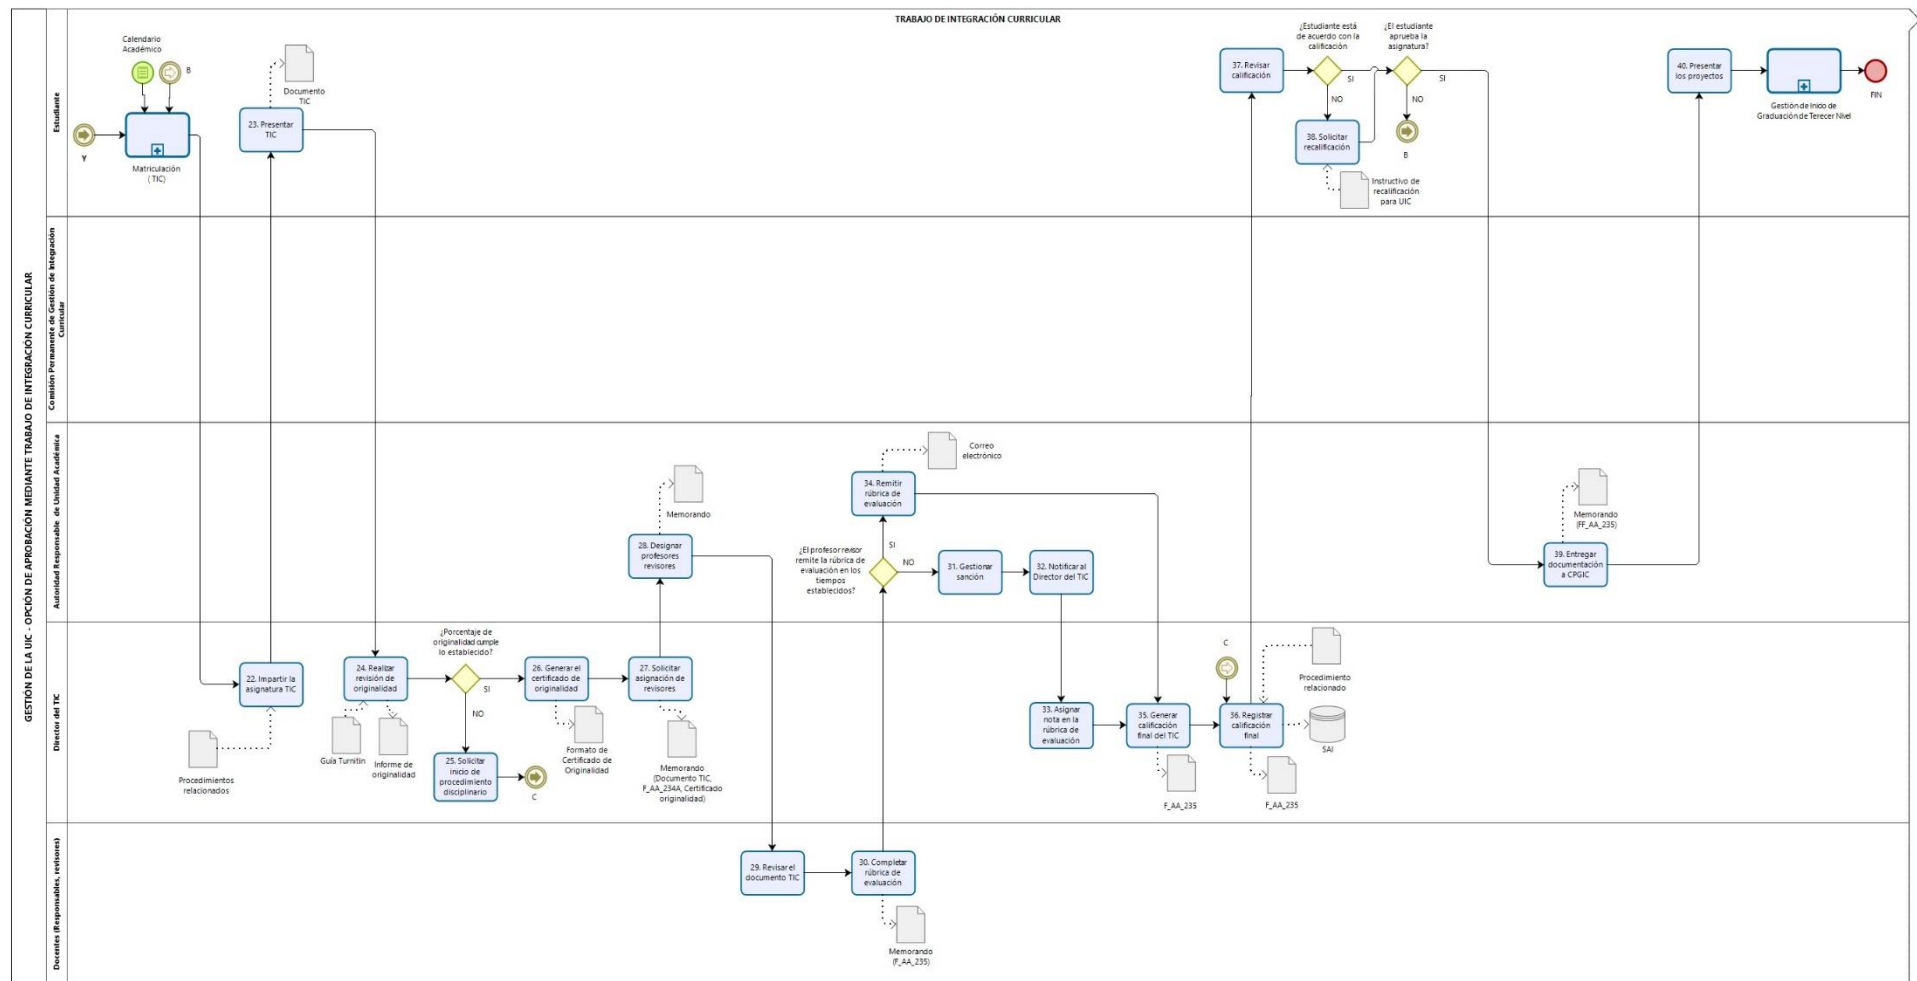 TRABAJO DE INTEGRACIÓN CURRICULAR
GESTIÓN DE LA UIC - OPCIÓN DE APROBACIÓN MEDIANTE TRABAJO DE INTEGRACIÓN CURRICULAR
Estudiante
Calendario
Académico
B
Y
Matriculación
( TIC)
23. Presentar
TIC
Documento
TIC
37. Revisar
calificación
¿Estudiante está
de acuerdo con la
calificación
SI
NO
38. Solicitar
recalificación
Instructivo de
recalificación
para UIC
¿El estudiante
aprueba la
asignatura?
SI
NO
B
40. Presentar
los proyectos
Gestión de Inido de
Graduación de Terecer Nivel
FIN
Comisión Permanente de Gestión de Integración
Curricular
Autoridad Responsable de Unidad Académica
Memorando
28. Designar
profesores
revisores
Correo
electrónico
34. Remitir
rúbrica de
evaluación
SI
¿El profesor revisor
remite la rúbrica de
evaluación en los
tiempos
establecidos?
NO
31. Gestionar
sanción
32. Notificar al
Director del TIC
Memorando
(FF_AA_235)
39. Entregar
documentación
a CPGIC
Director del TIC
22. Impartir la
asignatura TIC
Procedimientos
relacionados
24. Realizar
revisión de
originalidad
Guía Turnitin
Informe de
originalidad
¿Porcentaje de
originalidad cumple
lo establecido?
SI
NO
25. Solicitar
inicio de
procedimiento
disciplinario
C
26. Generar el
certificado de
originalidad
Formato de
Certificado de
Originalidad
27. Solicitar
asignación de
revisores
Memorando
(Documento TIC,
F_AA_234A, Certificado
originalidad)
33. Asignar
nota en la
rúbrica de
evaluación
35. Generar
calificación
final del TIC
F_AA_235
C
36. Registrar
calificación
final
F_AA_235
Procedimiento
relacionado
SAI
Docentes (Responsables, revisores)
29. Revisar el
documento TIC
30. Completar
rúbrica de
evaluación
Memorando
(F_AA_235)